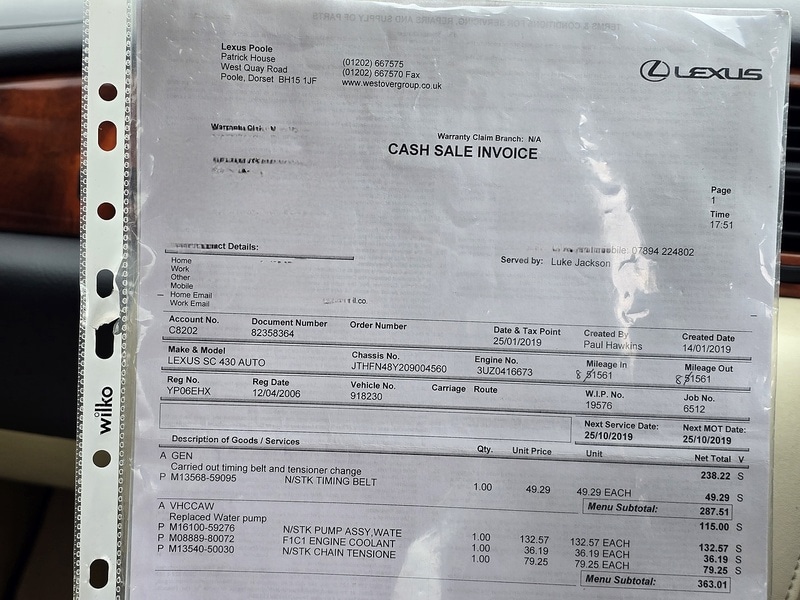 Lexus Poole
Patrick House
West Quay Road
Poole, Dorset BH15 1JF
(01202) 667575
(01202) 667570 Fax
www.westovergroup.co.uk
LEXUS
Warranty Claim Branch: N/A
CASH SALE INVOICE
Page
1
Time
17:51
Details:
07894 224802
Served by: Luke Jackson
Home
Work
Other
Mobile
Home Email
Work Email
Account No. Document Number Order Number Date & Tax Point Created By Created Date
C8202 82358364 25/01/2019 Paul Hawkins 14/01/2019
Make & Model Chassis No. Engine No. Mileage In Mileage Out
LEXUS SC 430 AUTO JTHFN48Y209004560 3UZ0416673 81561 81561
Reg No. Reg Date Vehicle No. Carriage Route W.I.P. No. Job No.
YP06EHX 12/04/2006 918230 19576 6512
Next Service Date: Next MOT Date:
25/10/2019 25/10/2019
Description of Goods / Services Qty. Unit Price Unit Net Total V
A GEN
Carried out timing belt and tensioner change 238.22 S
P M13568-59095 N/STK TIMING BELT 1.00 49.29 49.29 EACH 49.29 S
Menu Subtotal: 287.51
A VHCCAW
Replaced Water pump 115.00 S
P M16100-59276 N/STK PUMP ASSY,WATE 1.00 132.57 132.57 EACH 132.57 S
P M08889-80072 F1C1 ENGINE COOLANT 1.00 36.19 36.19 EACH 36.19 S
P M13540-50030 N/STK CHAIN TENSIONE 1.00 79.25 79.25 EACH 79.25 S
Menu Subtotal: 363.01
wilko